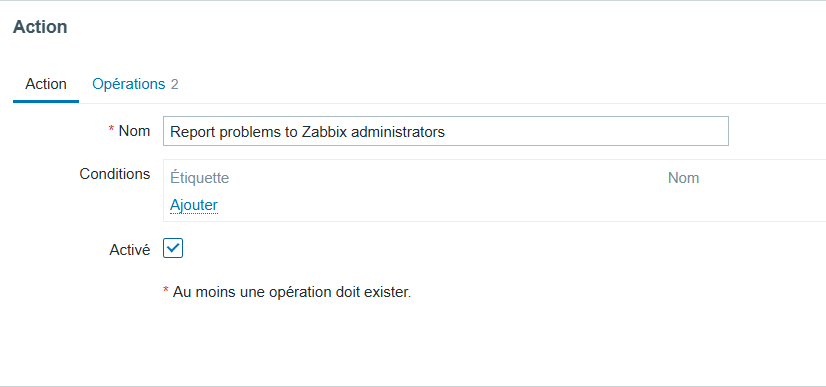 Action
Action Opérations 2
* Nom Report problems to Zabbix administrators
Conditions Étiquette Nom
Ajouter
Activé
* Au moins une opération doit exister.